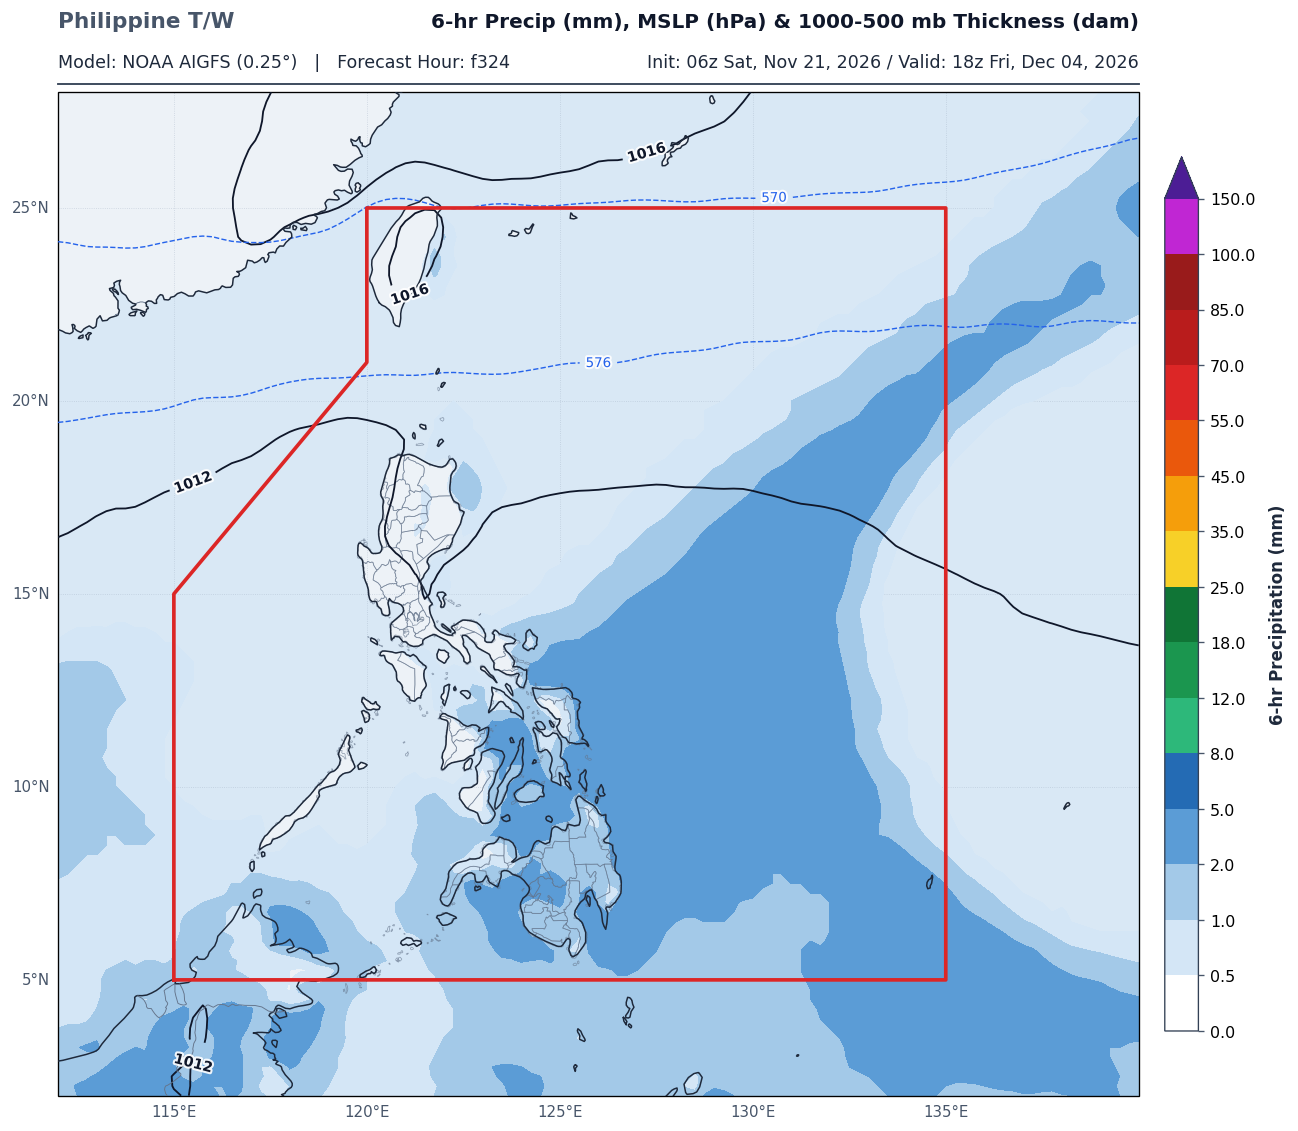 Philippine T/W
6-hr Precip (mm), MSLP (hPa) & 1000-500 mb Thickness (dam)
Model: NOAA AIGFS (0.25°) | Forecast Hour: f324
Init: 06z Sat, Nov 21, 2026 / Valid: 18z Fri, Dec 04, 2026
1016
570
25°N
1016
576
20°N
1012
15°N
10°N
5°N
1012
115°E
120°E
125°E
130°E
135°E
150.0
100.0
85.0
70.0
55.0
45.0
35.0
25.0
18.0
12.0
8.0
5.0
2.0
1.0
0.5
0.0
6-hr Precipitation (mm)